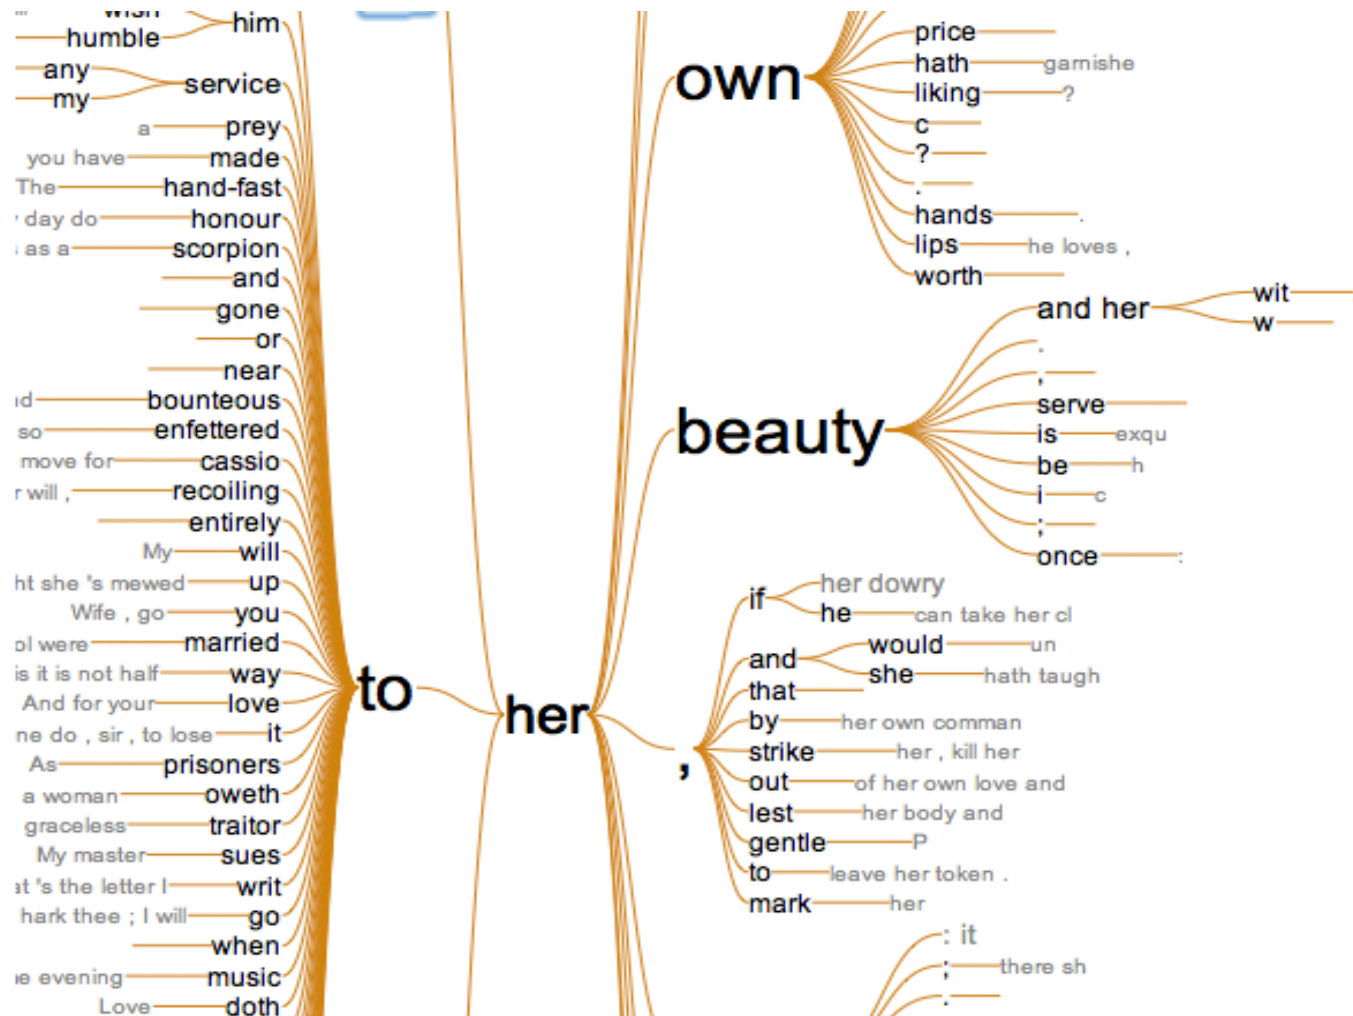 wish
humble
him
any
my
service
a prey
you have made
The hand-fast
day do honour
as a scorpion
and
gone
or
near
bounteous
so enfettered
move for cassio
r will , recoiling
entirely
My will
ht she 's mewed up
Wife , go you
ol were married
is it is not half way
And for your love
ne do , sir , to lose it
As prisoners
a woman oweth
graceless traitor
My master sues
at 's the letter I writ
hark thee ; I will go
when
e evening music
Love doth
to
her
own
price
hath garnishe
liking ?
c
?
.
hands .
lips he loves ,
worth
beauty
and her
wit
w
.
,
serve
is exqu
be h
i c
;
once :
,
if
her dowry
he can take her cl
and
would un
she hath taugh
that
by her own comman
strike her , kill her
out of her own love and
lest her body and
gentle P
to leave her token .
mark her
: it
; there sh
.